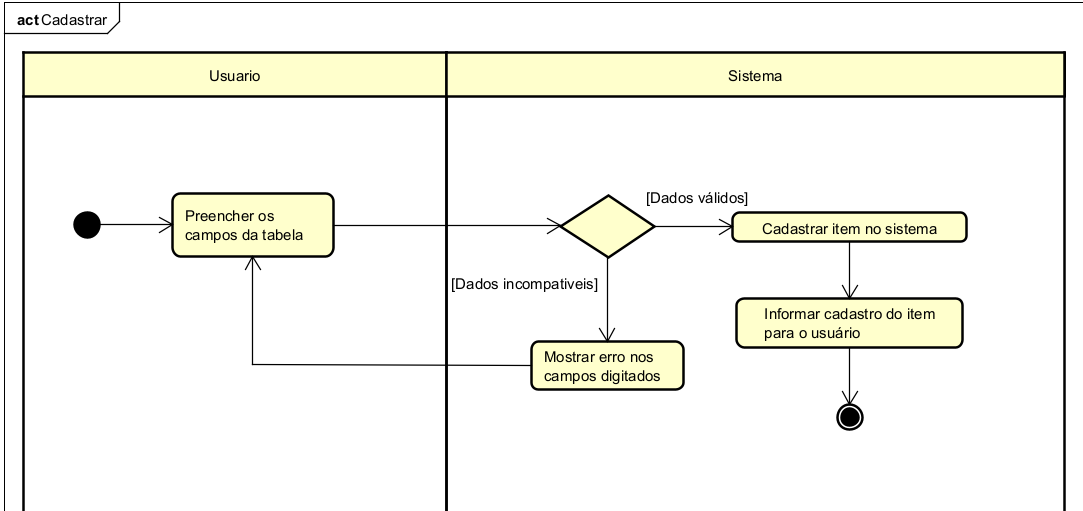 act Cadastrar
Usuario
Sistema
Preencher os
campos da tabela
[Dados válidos]
Cadastrar item no sistema
[Dados incompativeis]
Informar cadastro do item
para o usuário
Mostrar erro nos
campos digitados